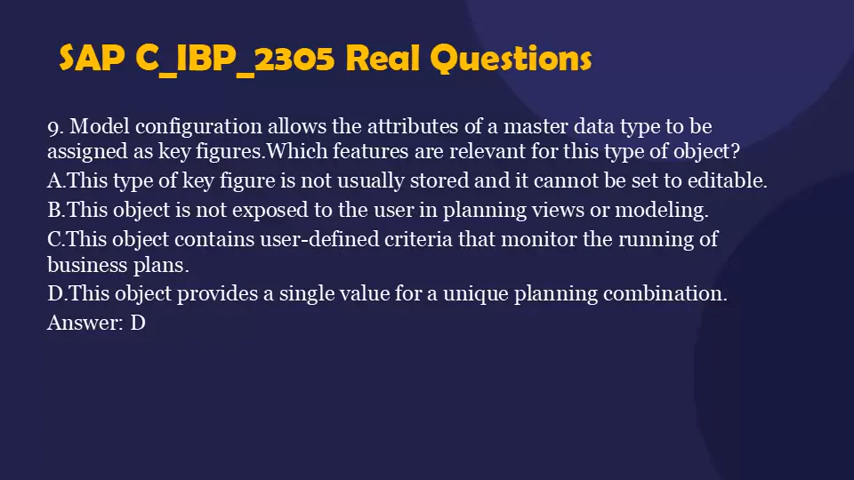 SAP C_IBP_2305 Real Questions
9. Model configuration allows the attributes of a master data type to be
assigned as key figures.Which features are relevant for this type of object?
A.This type of key figure is not usually stored and it cannot be set to editable.
B.This object is not exposed to the user in planning views or modeling.
C.This object contains user-defined criteria that monitor the running of
business plans.
D.This object provides a single value for a unique planning combination.
Answer: D